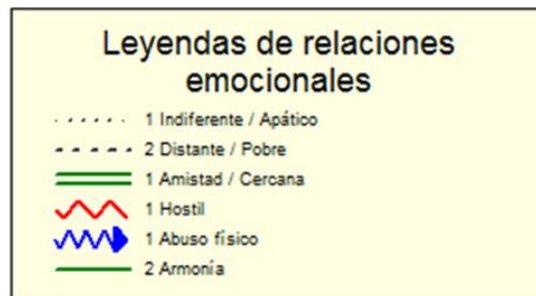 Leyendas de relaciones
emocionales
1 Indiferente / Apático
2 Distante / Pobre
1 Amistad / Cercana
1 Hostil
1 Abuso físico
2 Armonía